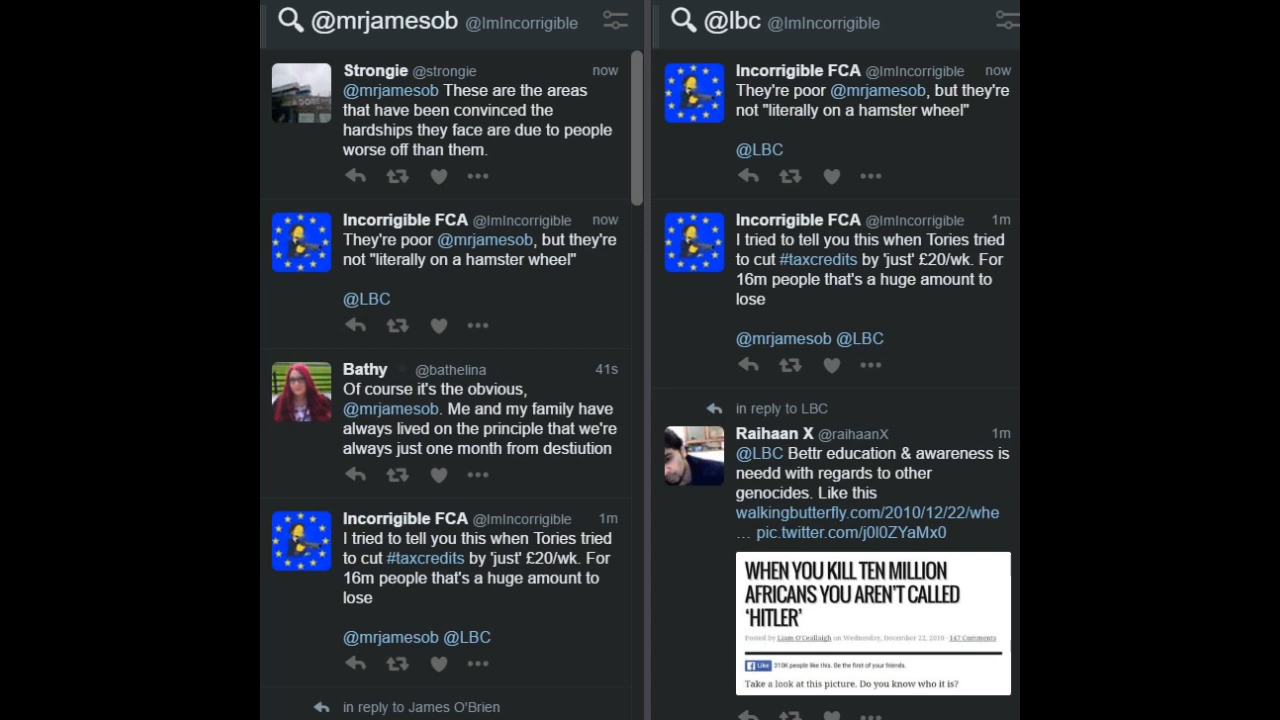 @mrjamesob @ImIncorrigible
Strongie @strongie now
@mrjamesob These are the areas
that have been convinced the
hardships they face are due to people
worse off than them.
Incorrigible FCA @ImIncorrigible now
They're poor @mrjamesob, but they're
not "literally on a hamster wheel"
@LBC
Bathy @bathelina 41s
Of course it's the obvious,
@mrjamesob. Me and my family have
always lived on the principle that we're
always just one month from destiution
Incorrigible FCA @ImIncorrigible 1m
I tried to tell you this when Tories tried
to cut #taxcredits by 'just' £20/wk. For
16m people that's a huge amount to
lose
@mrjamesob @LBC
in reply to James O'Brien
@lbc @ImIncorrigible
Incorrigible FCA @ImIncorrigible now
They're poor @mrjamesob, but they're
not "literally on a hamster wheel"
@LBC
Incorrigible FCA @ImIncorrigible 1m
I tried to tell you this when Tories tried
to cut #taxcredits by 'just' £20/wk. For
16m people that's a huge amount to
lose
@mrjamesob @LBC
in reply to LBC
Raihaan X @raihaanX 1m
@LBC Bettr education & awareness is
needd with regards to other
genocides. Like this
walkingbutterfly.com/2010/12/22/whe
… pic.twitter.com/j0l0ZYaMx0
WHEN YOU KILL TEN MILLION
AFRICANS YOU AREN'T CALLED
'HITLER'
Posted by Liam O'Ceallaigh on Wednesday, December 22, 2010 · 147 Comments
Like 310K people like this. Be the first of your friends.
Take a look at this picture. Do you know who it is?